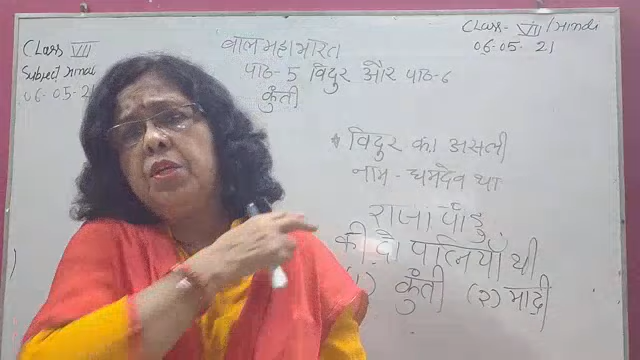 Class VII
Subject Hindi
06.05.21
Class- VII / Hindi
06.05.21
बाल महाभारत
पाठ-5 विदुर और पाठ-6
कुंती
* विदुर का असली
नाम - धर्मदेव था
राजा पांडु
की दो पत्नियाँ थी
(१) कुंती (२) माद्री